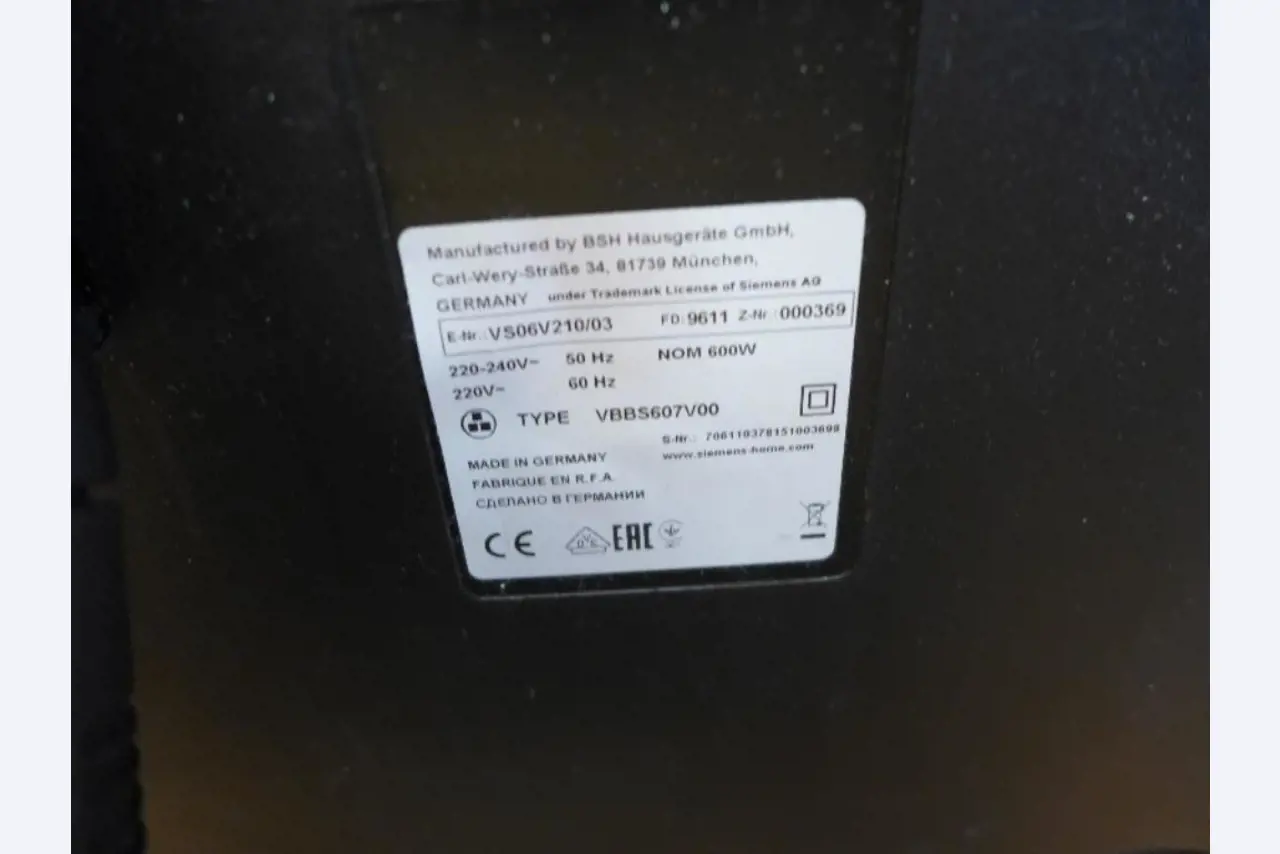 Manufactured by BSH Hausgeräte GmbH,
Carl-Wery-Straße 34, 81739 München,
GERMANY under Trademark License of Siemens AG
E-Nr.: VS06V210/03 FD: 9611 Z-Nr.: 000369
220-240V~ 50 Hz NOM 600W
220V~ 60 Hz
TYPE VBBS607V00
S-Nr.: 706110378151003698
www.siemens-home.com
MADE IN GERMANY
FABRIQUE EN R.F.A.
СДЕЛАНО В ГЕРМАНИИ
CE DVE EAC